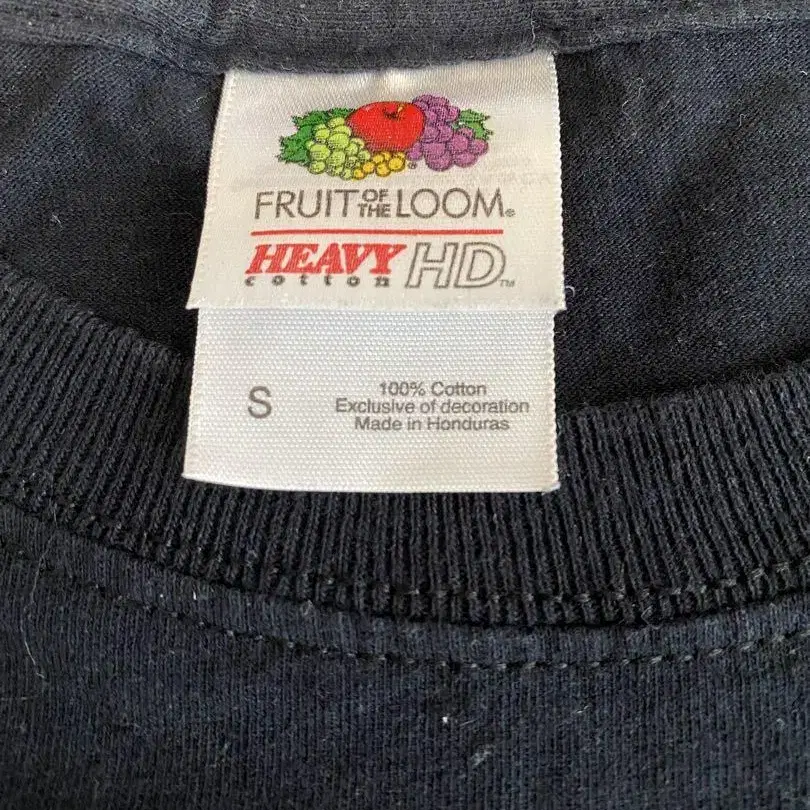 FRUIT OF THE LOOM®
HEAVY cotton HD™
S
100% Cotton
Exclusive of decoration
Made in Honduras